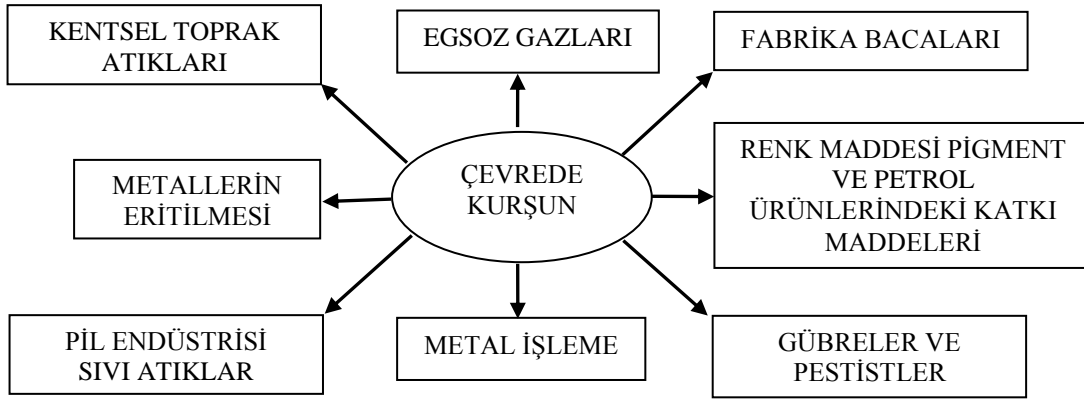 KENTSEL TOPRAK
ATIKLARI
EGSOZ GAZLARI
FABRİKA BACALARI
METALLERİN
ERİTİLMESİ
ÇEVREDE
KURŞUN
RENK MADDESİ PİGMENT
VE PETROL
ÜRÜNLERİNDEKİ KATKI
MADDELERİ
PİL ENDÜSTRİSİ
SIVI ATIKLAR
METAL İŞLEME
GÜBRELER VE
PESTİSTLER